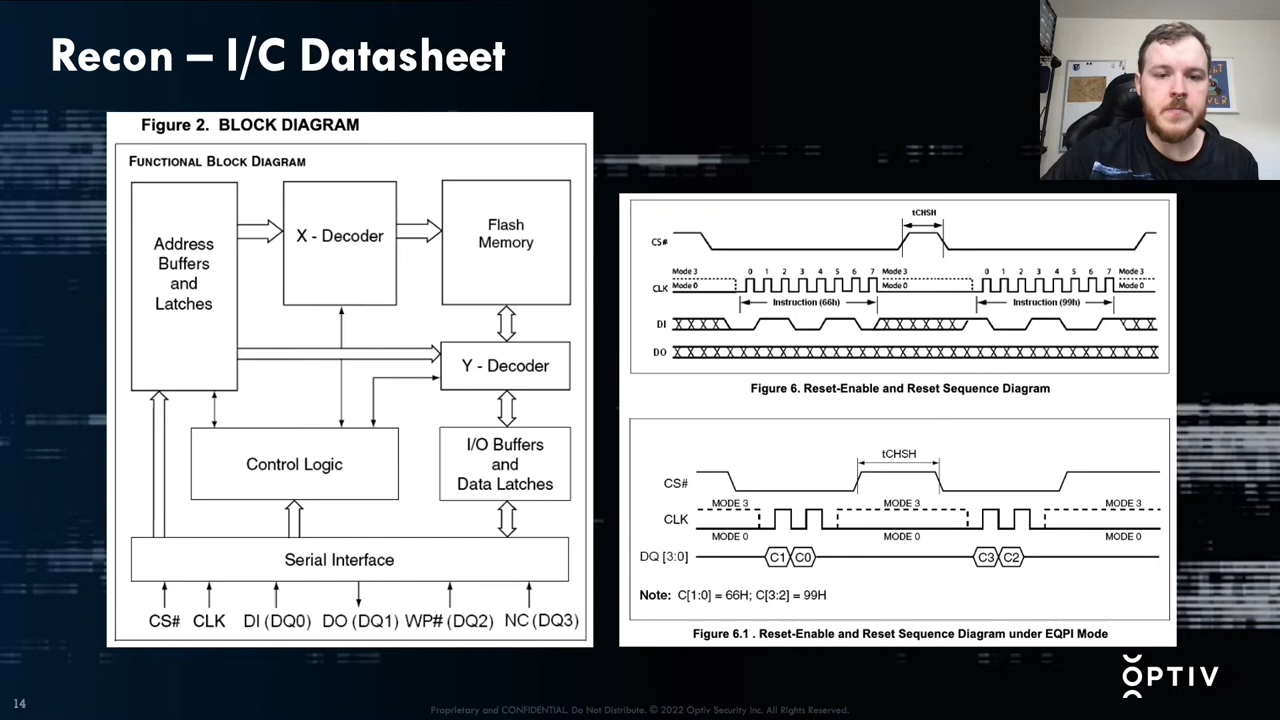 Recon – I/C Datasheet
Figure 2. BLOCK DIAGRAM
FUNCTIONAL BLOCK DIAGRAM
Address
Buffers
and
Latches
X - Decoder
Flash
Memory
Y - Decoder
Control Logic
I/O Buffers
and
Data Latches
Serial Interface
CS# CLK DI (DQ0) DO (DQ1) WP# (DQ2) NC (DQ3)
tCHSH
CS#
Mode 3 0 1 2 3 4 5 6 7 Mode 3 0 1 2 3 4 5 6 7 Mode 3
CLK Mode 0 Mode 0 Mode 0
Instruction (66h) Instruction (99h)
DI
DO
Figure 6. Reset-Enable and Reset Sequence Diagram
tCHSH
CS#
MODE 3 MODE 3 MODE 3
CLK
MODE 0 MODE 0 MODE 0
DQ [3:0] C1 C0 C3 C2
Note: C[1:0] = 66H; C[3:2] = 99H
Figure 6.1 . Reset-Enable and Reset Sequence Diagram under EQPI Mode
OPTIV
14
Proprietary and CONFIDENTIAL. Do Not Distribute. © 2022 Optiv Security Inc. All Rights Reserved.